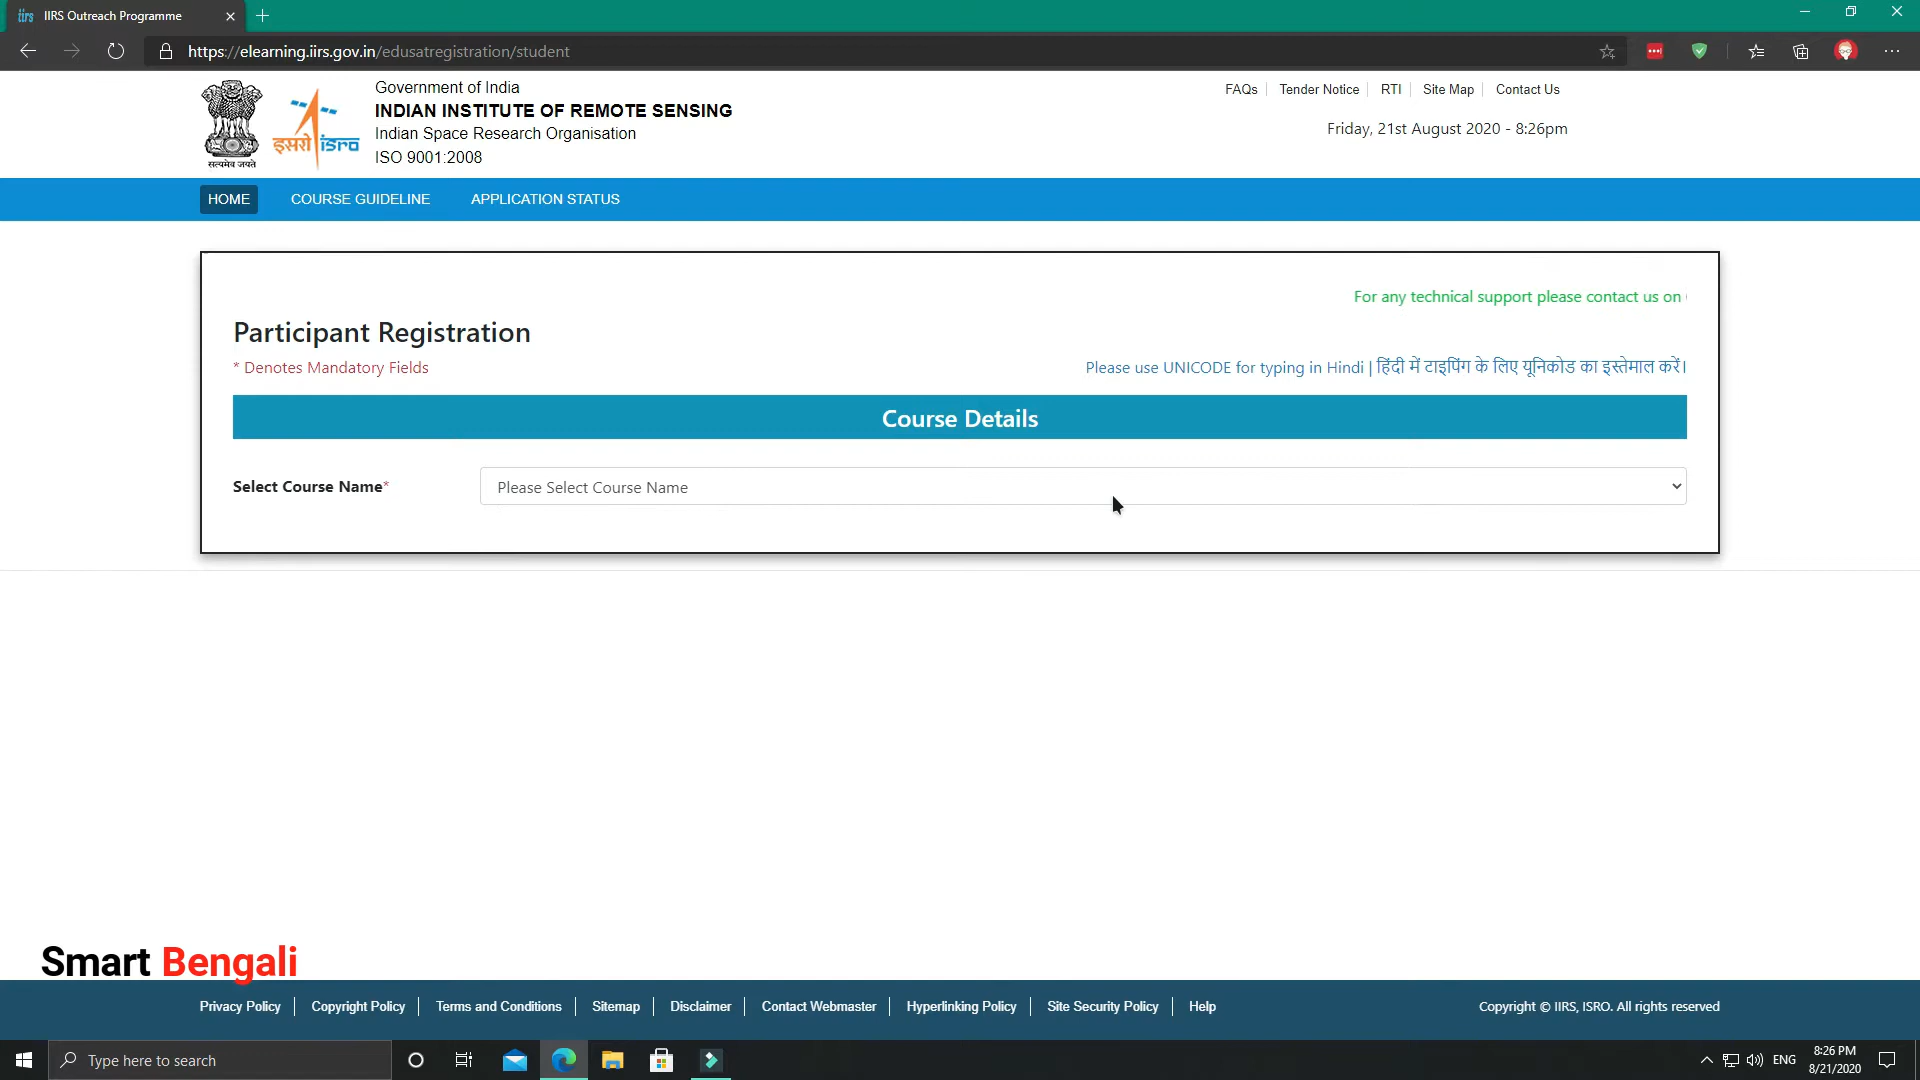 IIRS Outreach Programme
https://elearning.iirs.gov.in/edusatregistration/student
सत्यमेव जयते
इसरो isro
Government of India
INDIAN INSTITUTE OF REMOTE SENSING
Indian Space Research Organisation
ISO 9001:2008
FAQs Tender Notice RTI Site Map Contact Us
Friday, 21st August 2020 - 8:26pm
HOME COURSE GUIDELINE APPLICATION STATUS
For any technical support please contact us on
Participant Registration
* Denotes Mandatory Fields
Please use UNICODE for typing in Hindi | हिंदी में टाइपिंग के लिए यूनिकोड का इस्तेमाल करें।
Course Details
Select Course Name*
Please Select Course Name
Smart Bengali
Privacy Policy Copyright Policy Terms and Conditions Sitemap Disclaimer Contact Webmaster Hyperlinking Policy Site Security Policy Help
Copyright © IIRS, ISRO. All rights reserved
Type here to search
ENG
8:26 PM
8/21/2020